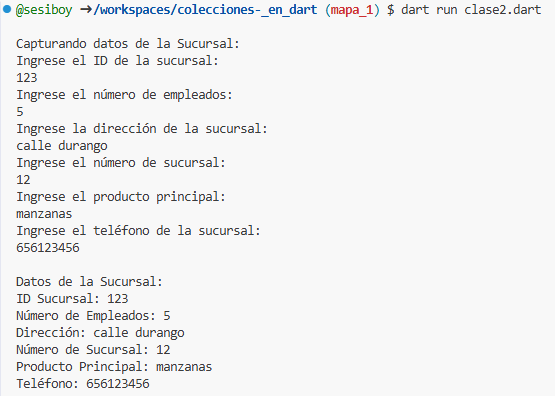 @sesiboy ➜/workspaces/colecciones-_en_dart (mapa_1) $ dart run clase2.dart
Capturando datos de la Sucursal:
Ingrese el ID de la sucursal:
123
Ingrese el número de empleados:
5
Ingrese la dirección de la sucursal:
calle durango
Ingrese el número de sucursal:
12
Ingrese el producto principal:
manzanas
Ingrese el teléfono de la sucursal:
656123456
Datos de la Sucursal:
ID Sucursal: 123
Número de Empleados: 5
Dirección: calle durango
Número de Sucursal: 12
Producto Principal: manzanas
Teléfono: 656123456